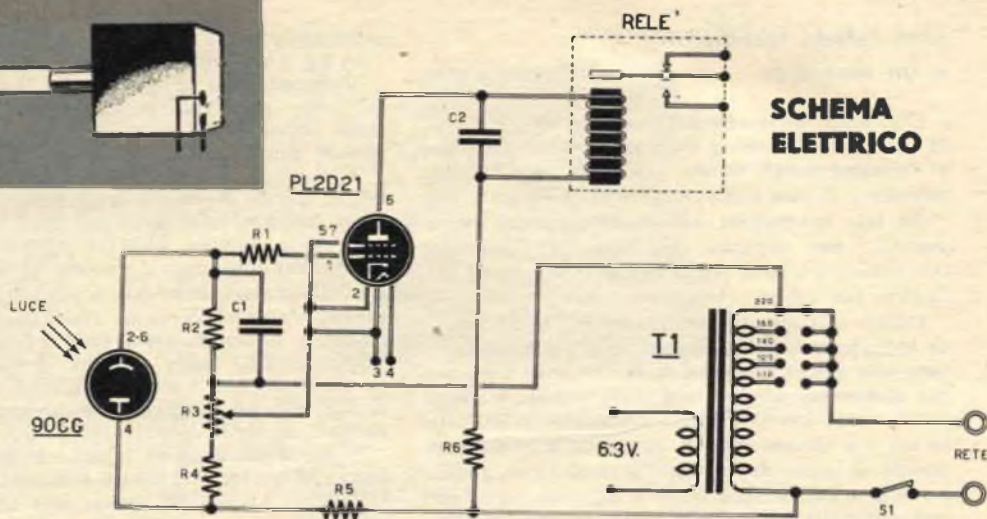 RELE'
SCHEMA
ELETTRICO
C2
PL2D21
5
57
1
2
3 4
R1
LUCE
2-6
R2
C1
90CG
4
R3
R4
R5
R6
T1
220
160
140
125
110
6.3V.
RETE
S1